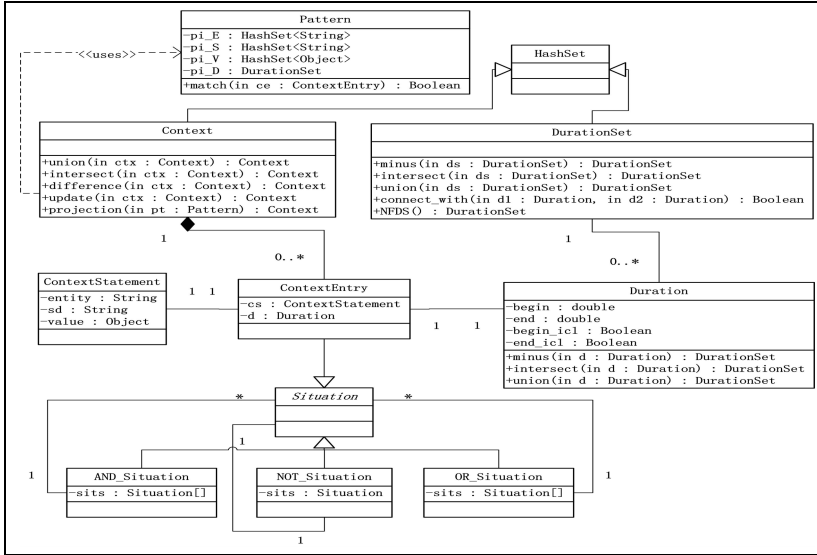 Pattern
-pi_E : HashSet<String>
-pi_S : HashSet<String>
-pi_V : HashSet<Object>
-pi_D : DurationSet
+match(in ce : ContextEntry) : Boolean
<<uses>>
HashSet
Context
+union(in ctx : Context) : Context
+intersect(in ctx : Context) : Context
+difference(in ctx : Context) : Context
+update(in ctx : Context) : Context
+projection(in pt : Pattern) : Context
DurationSet
+minus(in ds : DurationSet) : DurationSet
+intersect(in ds : DurationSet) : DurationSet
+union(in ds : DurationSet) : DurationSet
+connect_with(in d1 : Duration, in d2 : Duration) : Boolean
+NFDS() : DurationSet
1
0..*
1
0..*
ContextStatement
-entity : String
-sd : String
-value : Object
1 1
ContextEntry
-cs : ContextStatement
-d : Duration
1 1
Duration
-begin : double
-end : double
-begin_icl : Boolean
-end_icl : Boolean
+minus(in d : Duration) : DurationSet
+intersect(in d : Duration) : DurationSet
+union(in d : Duration) : DurationSet
*
Situation
*
1
1
AND_Situation
-sits : Situation[]
NOT_Situation
-sits : Situation
OR_Situation
-sits : Situation[]
1
1